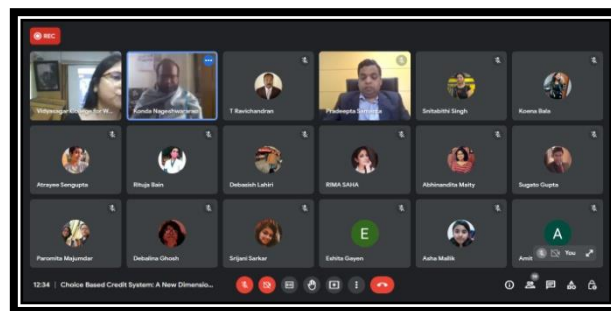 REC
Vidyasagar College for W...
Konda Nageshwararao
T Ravichandran
Pradeepta
Snitabithi Singh
Koena Bala
Atrayee Sengupta
Rituja Bain
Debasish Lahiri
RIMA SAHA
Abhinandita Maity
Sugato Gupta
Paromita Majumdar
Debalina Ghosh
Srijani Sarkar
E
Eshita Gayen
Asha Mallik
A
Amit
You
12:34 | Choice Based Credit System: A New Dimensio...